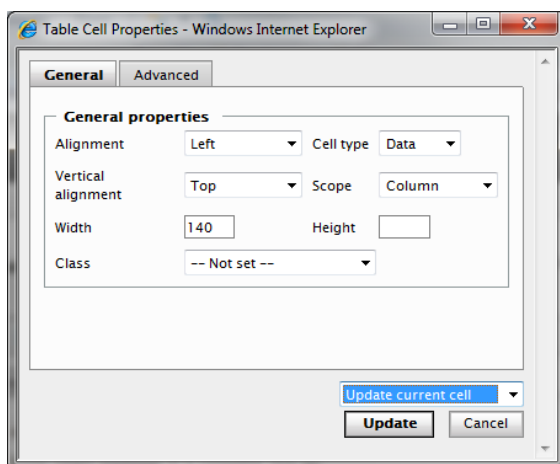 Table Cell Properties - Windows Internet Explorer
General Advanced
General properties
Alignment Left Cell type Data
Vertical alignment Top Scope Column
Width 140 Height
Class -- Not set --
Update current cell
Update Cancel